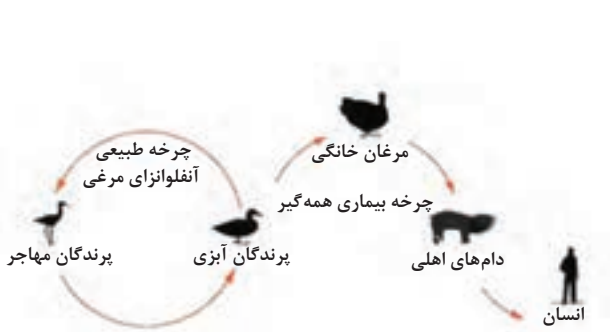 چرخه طبیعی
آنفلوانزای مرغی
پرندگان مهاجر
پرندگان آبزی
مرغان خانگی
چرخه بیماری همه‌گیر
دام‌های اهلی
انسان